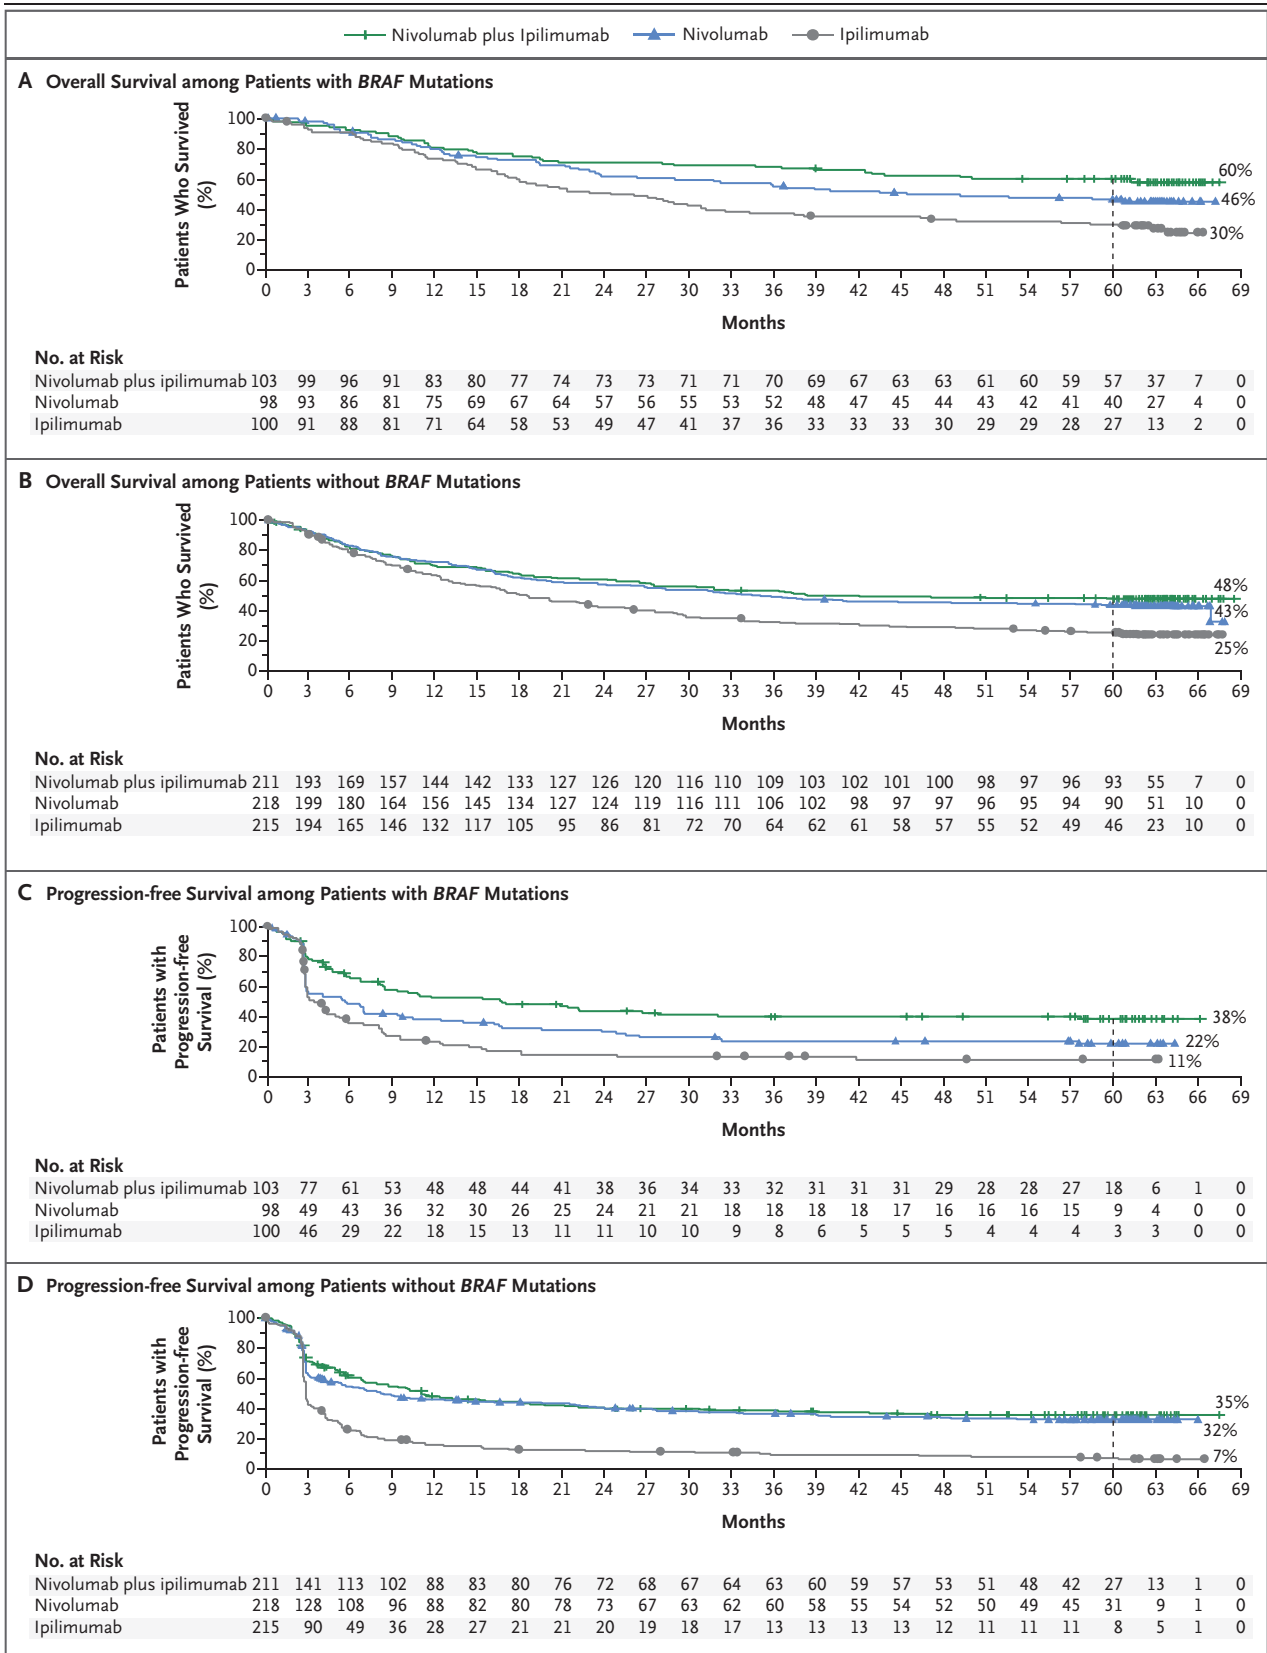 Nivolumab plus Ipilimumab Nivolumab Ipilimumab
A Overall Survival among Patients with BRAF Mutations
Patients Who Survived (%)
100
80
60
40
20
0
60%
46%
30%
0 3 6 9 12 15 18 21 24 27 30 33 36 39 42 45 48 51 54 57 60 63 66 69
Months
No. at Risk
Nivolumab plus ipilimumab 103 99 96 91 83 80 77 74 73 73 71 71 70 69 67 63 63 61 60 59 57 37 7 0
Nivolumab 98 93 86 81 75 69 67 64 57 56 55 53 52 48 47 45 44 43 42 41 40 27 4 0
Ipilimumab 100 91 88 81 71 64 58 53 49 47 41 37 36 33 33 33 30 29 29 28 27 13 2 0
B Overall Survival among Patients without BRAF Mutations
Patients Who Survived (%)
100
80
60
40
20
0
48%
43%
25%
0 3 6 9 12 15 18 21 24 27 30 33 36 39 42 45 48 51 54 57 60 63 66 69
Months
No. at Risk
Nivolumab plus ipilimumab 211 193 169 157 144 142 133 127 126 120 116 110 109 103 102 101 100 98 97 96 93 55 7 0
Nivolumab 218 199 180 164 156 145 134 127 124 119 116 111 106 102 98 97 97 96 95 94 90 51 10 0
Ipilimumab 215 194 165 146 132 117 105 95 86 81 72 70 64 62 61 58 57 55 52 49 46 23 10 0
C Progression-free Survival among Patients with BRAF Mutations
Patients with Progression-free Survival (%)
100
80
60
40
20
0
38%
22%
11%
0 3 6 9 12 15 18 21 24 27 30 33 36 39 42 45 48 51 54 57 60 63 66 69
Months
No. at Risk
Nivolumab plus ipilimumab 103 77 61 53 48 48 44 41 38 36 34 33 32 31 31 31 29 28 28 27 18 6 1 0
Nivolumab 98 49 43 36 32 30 26 25 24 21 21 18 18 18 18 17 16 16 16 15 9 4 0 0
Ipilimumab 100 46 29 22 18 15 13 11 11 10 10 9 8 6 5 5 5 4 4 4 3 3 0 0
D Progression-free Survival among Patients without BRAF Mutations
Patients with Progression-free Survival (%)
100
80
60
40
20
0
35%
32%
7%
0 3 6 9 12 15 18 21 24 27 30 33 36 39 42 45 48 51 54 57 60 63 66 69
Months
No. at Risk
Nivolumab plus ipilimumab 211 141 113 102 88 83 80 76 72 68 67 64 63 60 59 57 53 51 48 42 27 13 1 0
Nivolumab 218 128 108 96 88 82 80 78 73 67 63 62 60 58 55 54 52 50 49 45 31 9 1 0
Ipilimumab 215 90 49 36 28 27 21 21 20 19 18 17 13 13 13 13 12 11 11 11 8 5 1 0